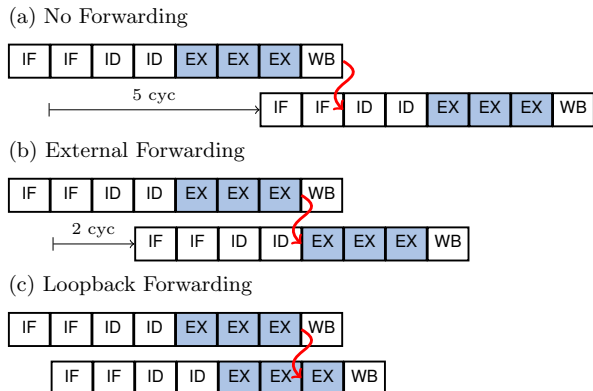 (a) No Forwarding
IF IF ID ID EX EX EX WB
5 cyc
IF IF ID ID EX EX EX WB
(b) External Forwarding
IF IF ID ID EX EX EX WB
2 cyc
IF IF ID ID EX EX EX WB
(c) Loopback Forwarding
IF IF ID ID EX EX EX WB
IF IF ID ID EX EX EX WB